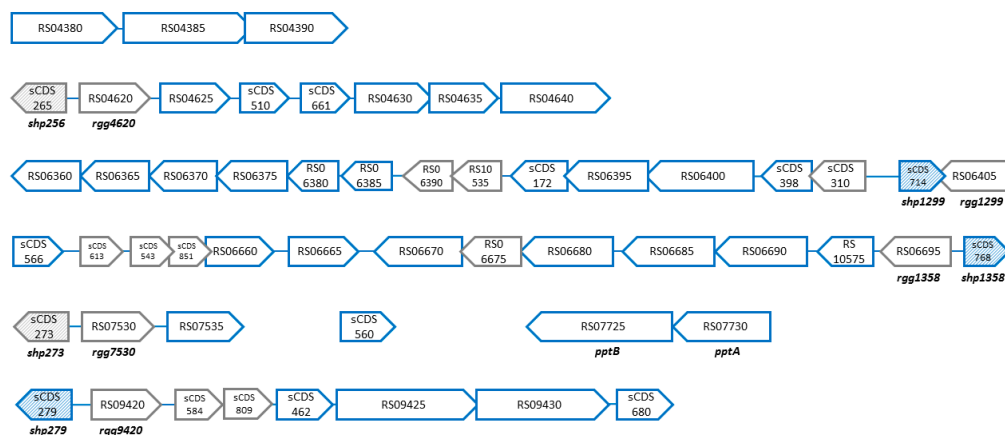 RS04380 RS04385 RS04390
sCDS 265 RS04620 RS04625 sCDS 510 sCDS 661 RS04630 RS04635 RS04640
shp256 rgg4620
RS06360 RS06365 RS06370 RS06375 RS0 6380 RS0 6385 RS0 6390 RS10 535 sCDS 172 RS06395 RS06400 sCDS 398 sCDS 310 sCDS 714 RS06405
shp1299 rgg1299
sCDS 566 sCDS 613 sCDS 543 sCDS 851 RS06660 RS06665 RS06670 RS0 6675 RS06680 RS06685 RS06690 RS 10575 RS06695 sCDS 768
rgg1358 shp1358
sCDS 273 RS07530 RS07535 sCDS 560 RS07725 RS07730
shp273 rgg7530 pptB pptA
sCDS 279 RS09420 sCDS 584 sCDS 809 sCDS 462 RS09425 RS09430 sCDS 680
shp279 rgg9420